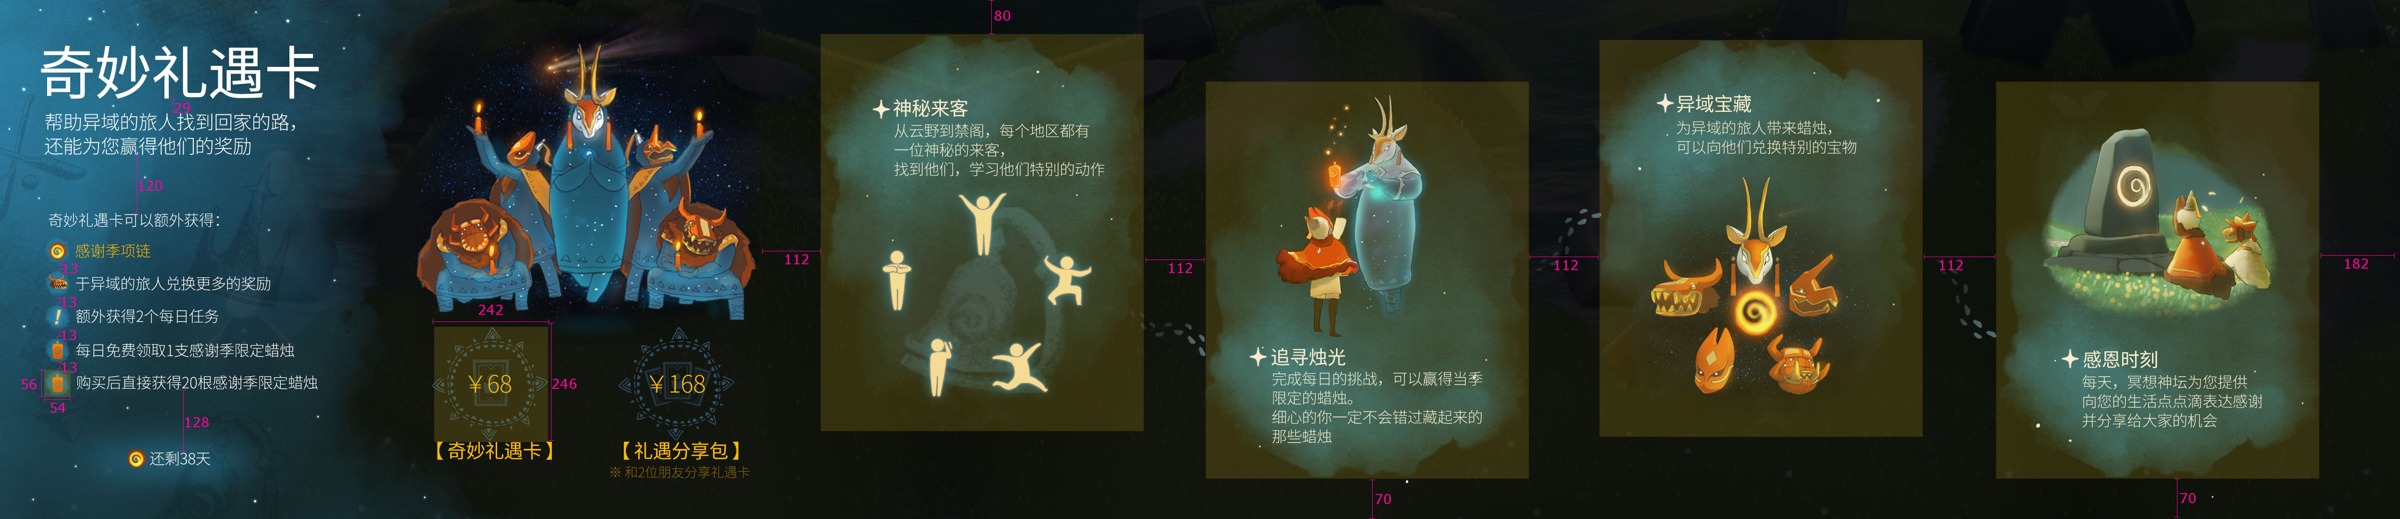 奇妙礼遇卡
29
帮助异域的旅人找到回家的路，
还能为您赢得他们的奖励
120
奇妙礼遇卡可以额外获得：
感谢季项链
13
于异域的旅人兑换更多的奖励
13
额外获得2个每日任务
13
每日免费领取1支感谢季限定蜡烛
13
56
购买后直接获得20根感谢季限定蜡烛
54
128
还剩38天
242
￥68
246
【奇妙礼遇卡】
￥168
【礼遇分享包】
※ 和2位朋友分享礼遇卡
112
80
神秘来客
从云野到禁阁，每个地区都有
一位神秘的来客，
找到他们，学习他们特别的动作
112
追寻烛光
完成每日的挑战，可以赢得当季
限定的蜡烛。
细心的你一定不会错过藏起来的
那些蜡烛
70
112
异域宝藏
为异域的旅人带来蜡烛，
可以向他们兑换特别的宝物
112
感恩时刻
每天，冥想神坛为您提供
向您的生活点点滴表达感谢
并分享给大家的机会
70
182